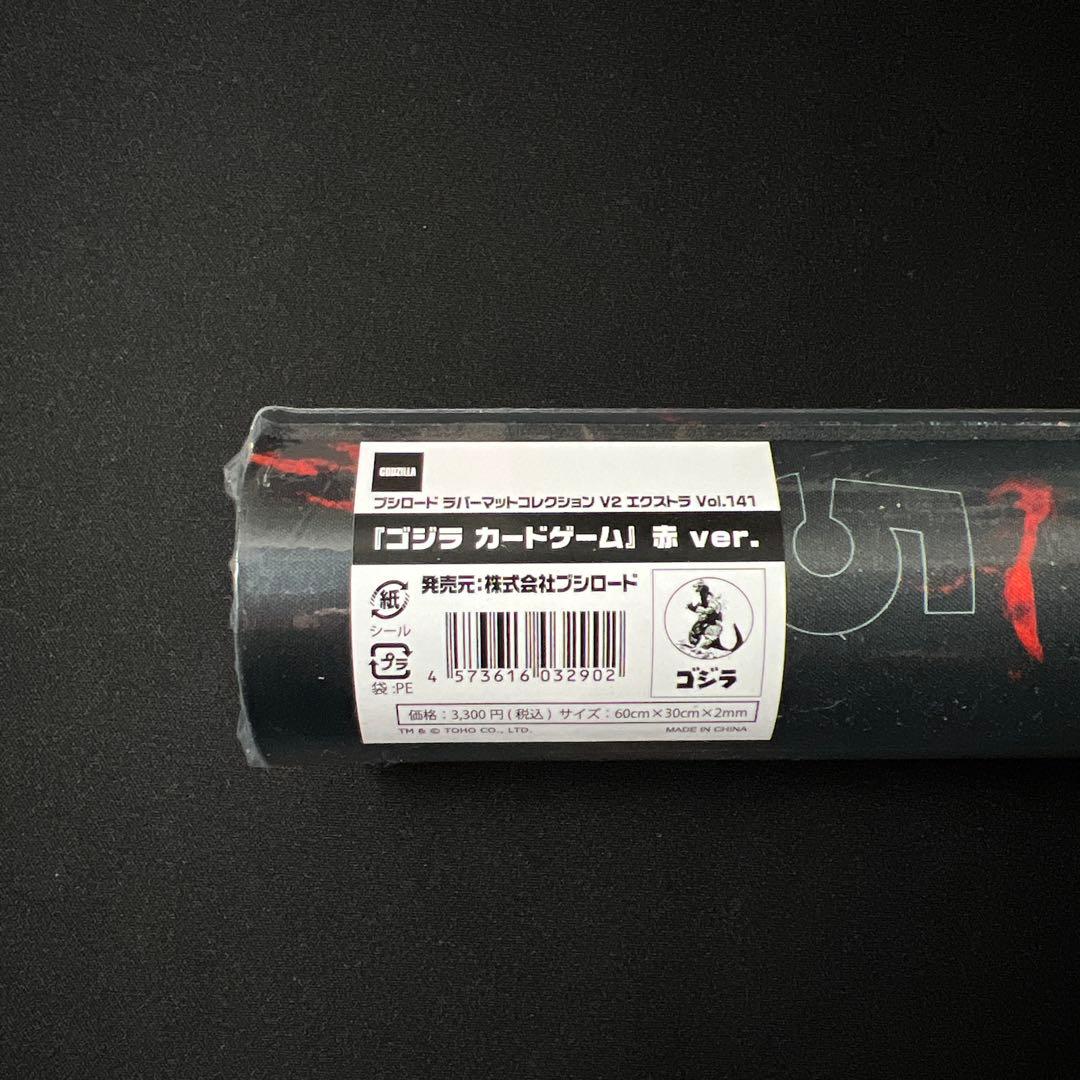 GODZILLA
ブシロード ラバーマットコレクション V2 エクストラ Vol.141
『ゴジラ カードゲーム』 赤 ver.
紙
シール
プラ
袋:PE
発売元:株式会社ブシロード
4 573616 032902
ゴジラ
価格:3,300円(税込) サイズ:60cm×30cm×2mm
TM & © TOHO CO., LTD.
MADE IN CHINA
5